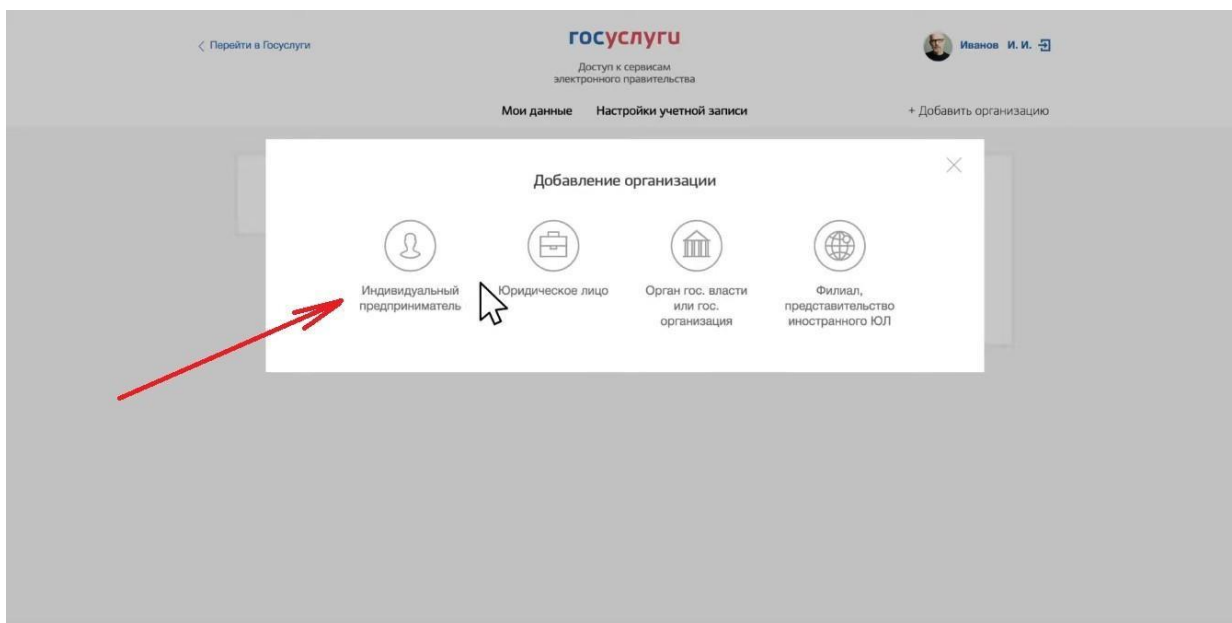 Перейти в Госуслуги
госуслуги
Иванов И. И.
Доступ к сервисам
электронного правительства
Мои данные
Настройки учетной записи
+ Добавить организацию
Добавление организации
Индивидуальный
предприниматель
Юридическое лицо
Орган гос. власти
или гос.
организация
Филиал,
представительство
иностранного ЮЛ